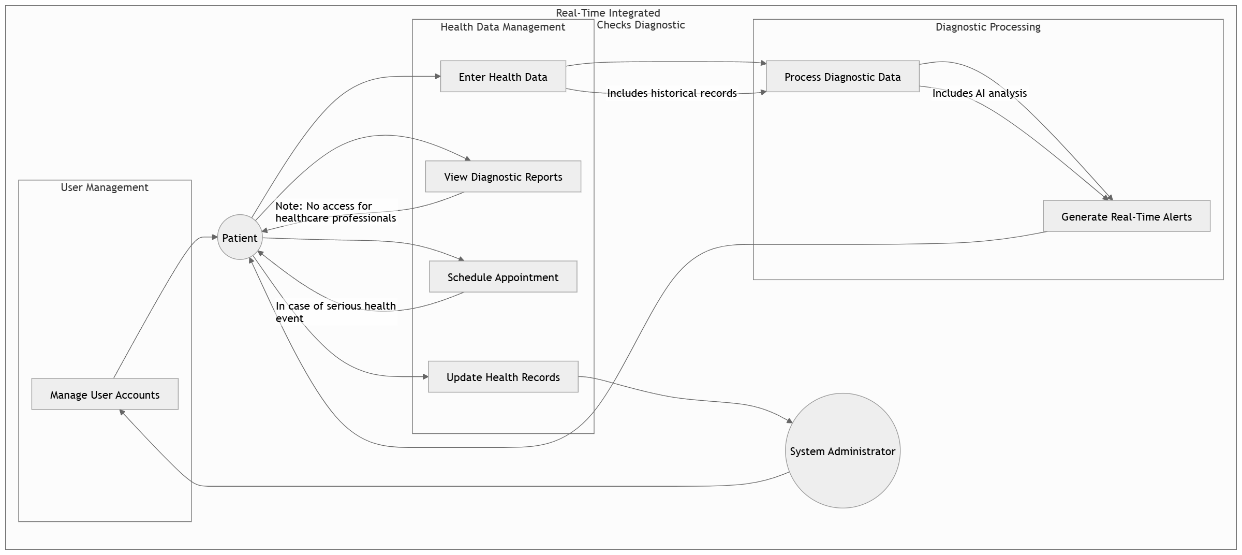 Real-Time Integrated
Checks Diagnostic
Health Data Management
Diagnostic Processing
Enter Health Data
Process Diagnostic Data
Includes historical records
Includes AI analysis
View Diagnostic Reports
User Management
Note: No access for
healthcare professionals
Generate Real-Time Alerts
Patient
Schedule Appointment
In case of serious health
event
Update Health Records
Manage User Accounts
System Administrator